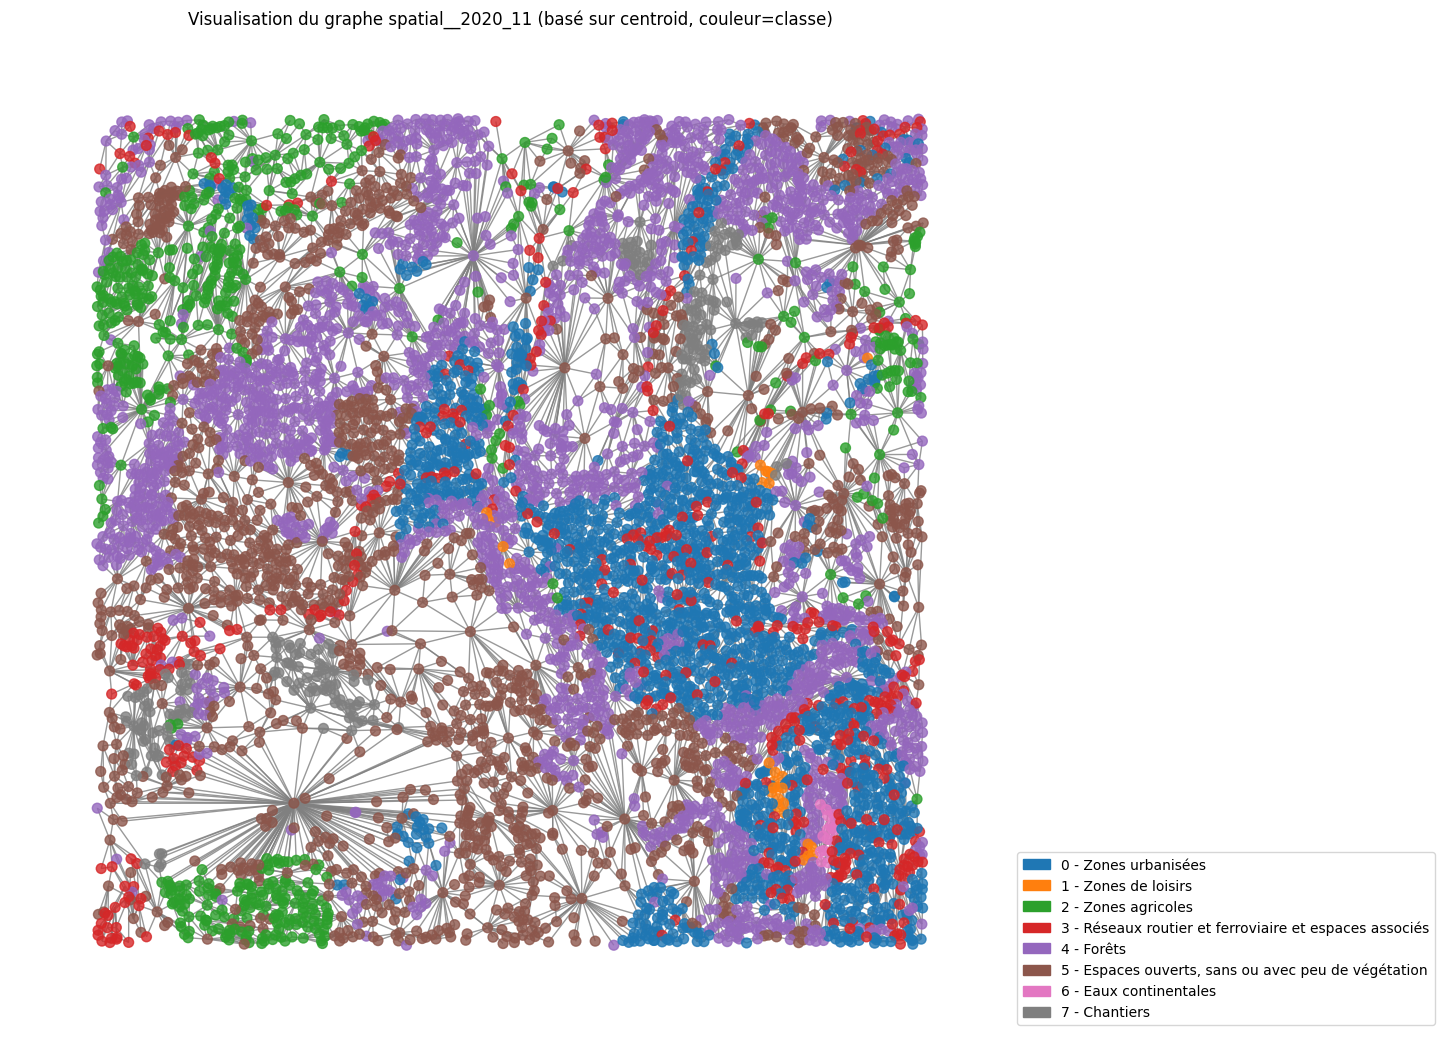 Visualisation du graphe spatial__2020_11 (basé sur centroid, couleur=classe)
0 - Zones urbanisées
1 - Zones de loisirs
2 - Zones agricoles
3 - Réseaux routier et ferroviaire et espaces associés
4 - Forêts
5 - Espaces ouverts, sans ou avec peu de végétation
6 - Eaux continentales
7 - Chantiers